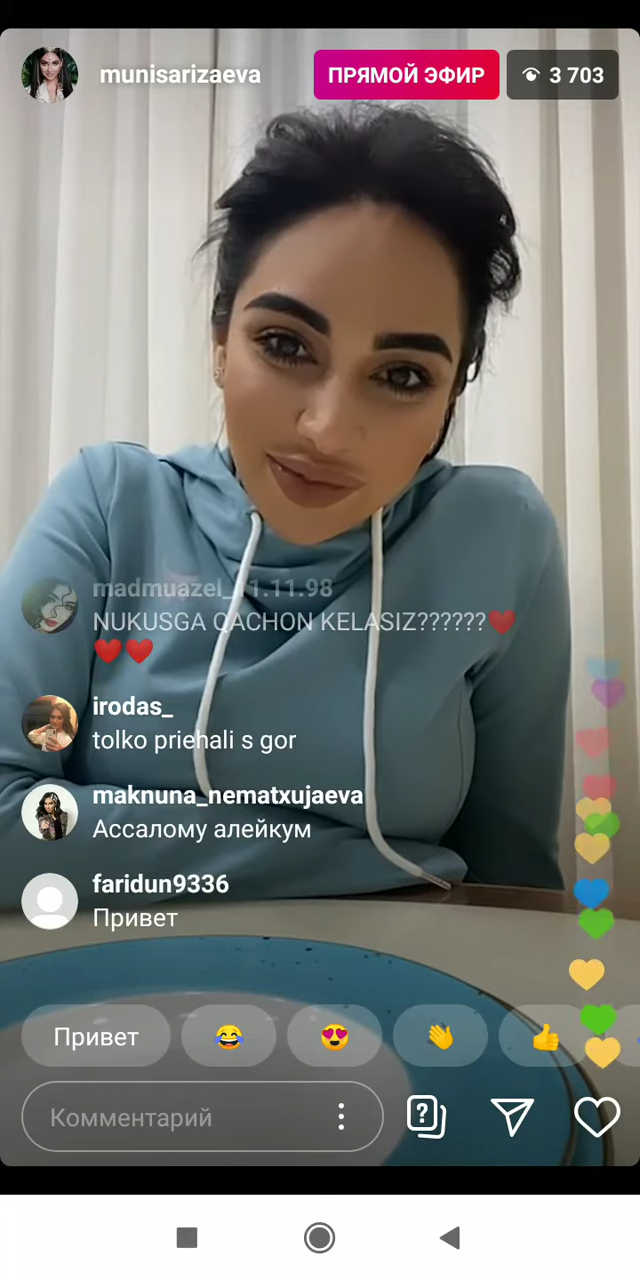 munisarizaeva
ПРЯМОЙ ЭФИР
3 703
madmuazel_11.11.98
NUKUSGA QACHON KELASIZ??????❤️
❤️❤️
irodas_
tolko priehali s gor
maknuna_nematxujaeva
Ассалому алейкум
faridun9336
Привет
Привет 😂 😍 👋 👍
Комментарий